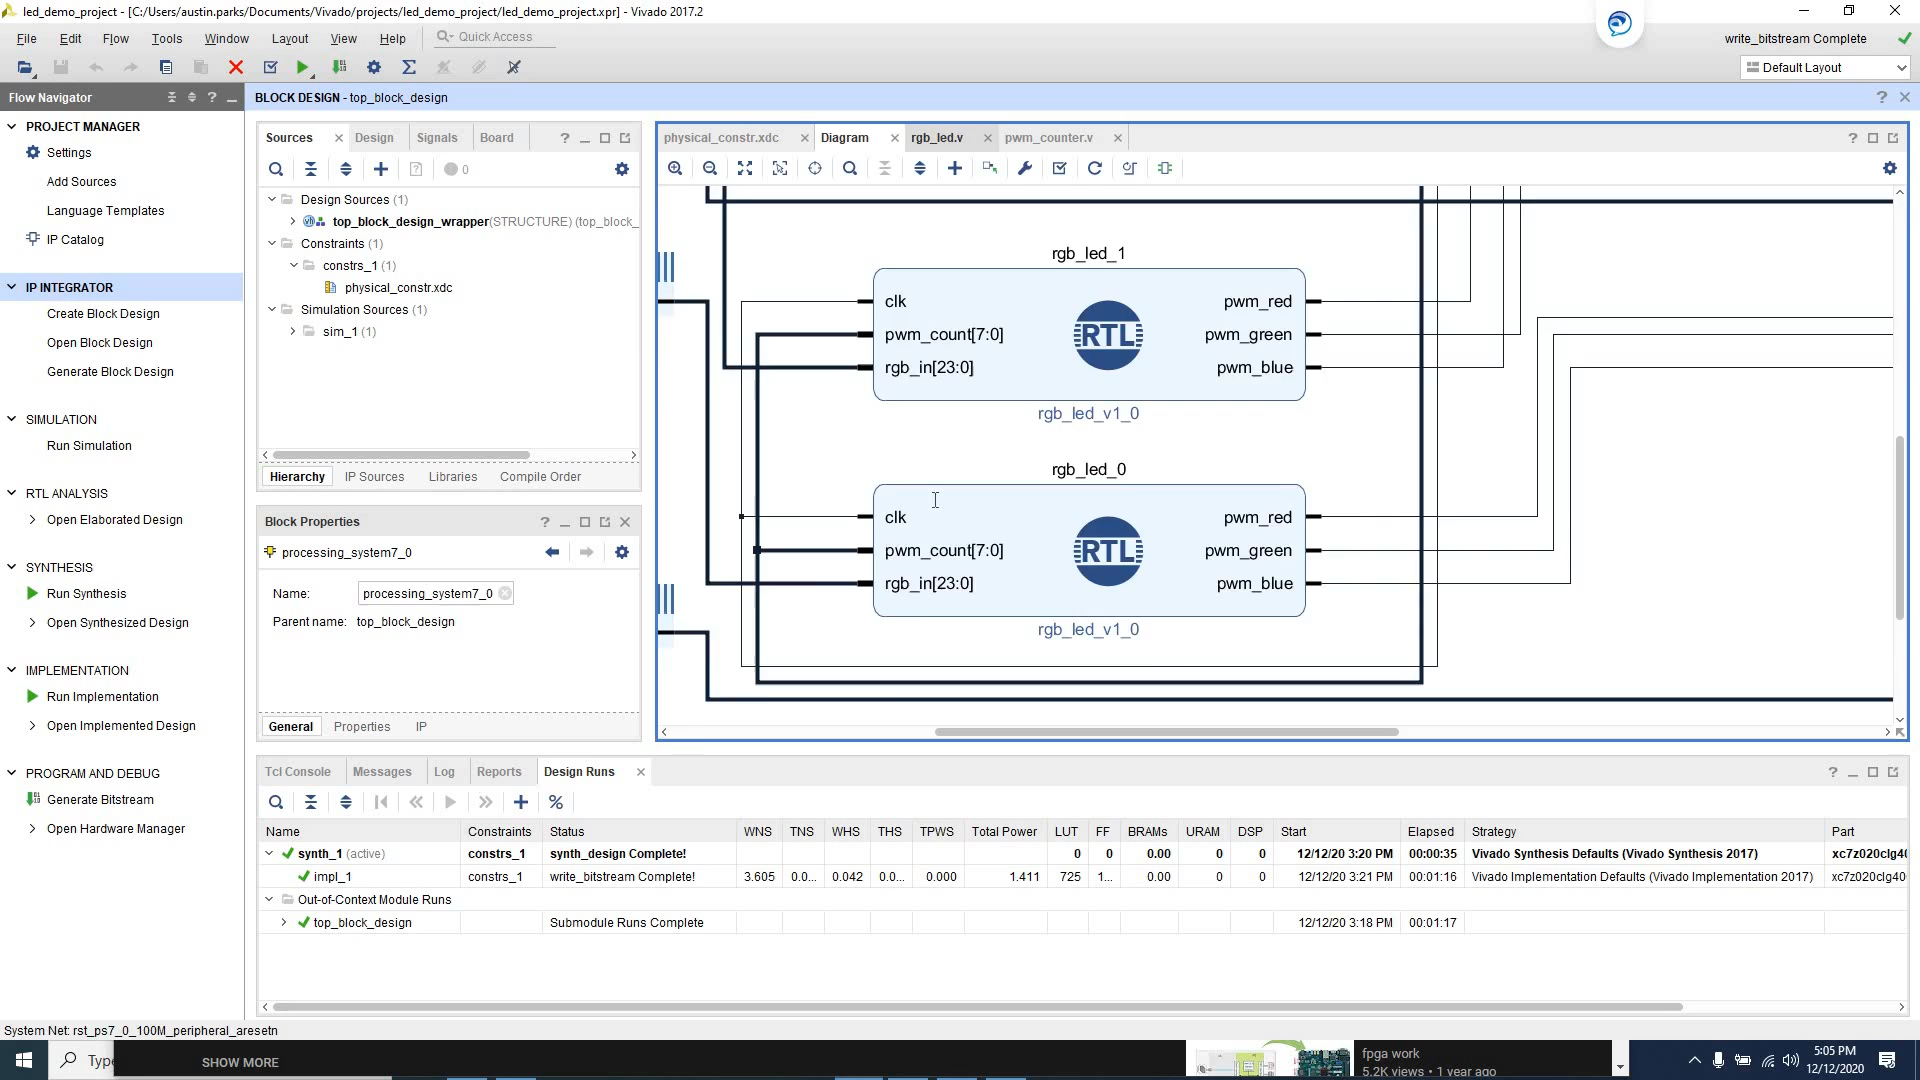 led_demo_project - [C:/Users/austin.parks/Documents/Vivado/projects/led_demo_project/led_demo_project.xpr] - Vivado 2017.2
File Edit Flow Tools Window Layout View Help Quick Access
write_bitstream Complete
Default Layout
Flow Navigator
PROJECT MANAGER
Settings
Add Sources
Language Templates
IP Catalog
IP INTEGRATOR
Create Block Design
Open Block Design
Generate Block Design
SIMULATION
Run Simulation
RTL ANALYSIS
Open Elaborated Design
SYNTHESIS
Run Synthesis
Open Synthesized Design
IMPLEMENTATION
Run Implementation
Open Implemented Design
PROGRAM AND DEBUG
Generate Bitstream
Open Hardware Manager
BLOCK DESIGN - top_block_design
Sources Design Signals Board
0
Design Sources (1)
top_block_design_wrapper(STRUCTURE) (top_block_
Constraints (1)
constrs_1 (1)
physical_constr.xdc
Simulation Sources (1)
sim_1 (1)
Hierarchy IP Sources Libraries Compile Order
Block Properties
processing_system7_0
Name: processing_system7_0
Parent name: top_block_design
General Properties IP
physical_constr.xdc Diagram rgb_led.v pwm_counter.v
rgb_led_1
clk pwm_red
pwm_count[7:0] RTL pwm_green
rgb_in[23:0] pwm_blue
rgb_led_v1_0
rgb_led_0
clk pwm_red
pwm_count[7:0] RTL pwm_green
rgb_in[23:0] pwm_blue
rgb_led_v1_0
Tcl Console Messages Log Reports Design Runs
Name Constraints Status WNS TNS WHS THS TPWS Total Power LUT FF BRAMs URAM DSP Start Elapsed Strategy Part
synth_1 (active) constrs_1 synth_design Complete! 0 0 0.00 0 0 12/12/20 3:20 PM 00:00:35 Vivado Synthesis Defaults (Vivado Synthesis 2017) xc7z020clg40
impl_1 constrs_1 write_bitstream Complete! 3.605 0.0... 0.042 0.0... 0.000 1.411 725 1... 0.00 0 0 12/12/20 3:21 PM 00:01:16 Vivado Implementation Defaults (Vivado Implementation 2017) xc7z020clg40
Out-of-Context Module Runs
top_block_design Submodule Runs Complete 12/12/20 3:18 PM 00:01:17
System Net: rst_ps7_0_100M_peripheral_aresetn
Type
SHOW MORE
fpga work
5.2K views • 1 year ago
5:05 PM
12/12/2020